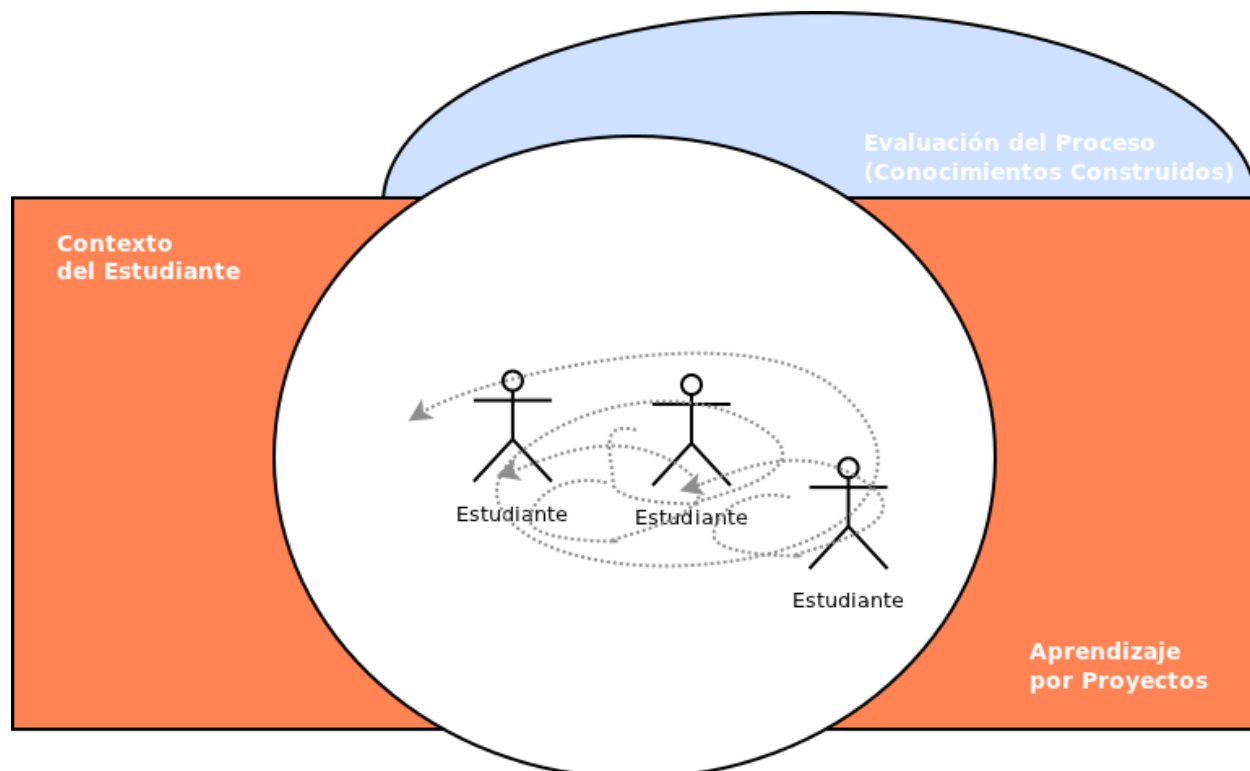 Evaluación del Proceso
(Conocimientos Construidos)
Contexto
del Estudiante
Estudiante
Estudiante
Estudiante
Aprendizaje
por Proyectos